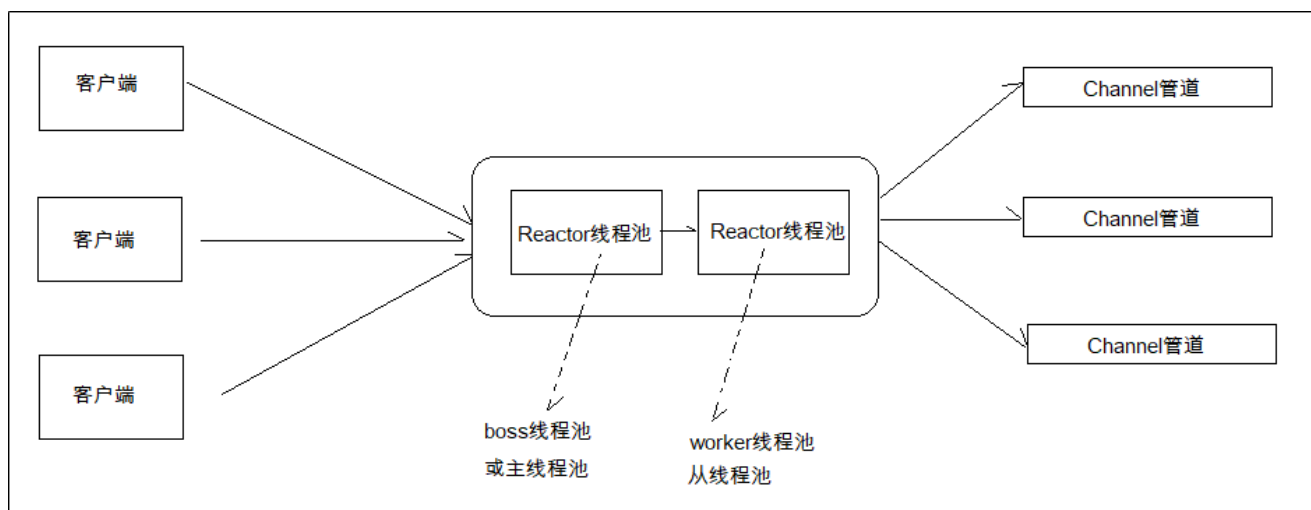 客户端
客户端
客户端
Reactor线程池
Reactor线程池
boss线程池
或主线程池
worker线程池
从线程池
Channel管道
Channel管道
Channel管道